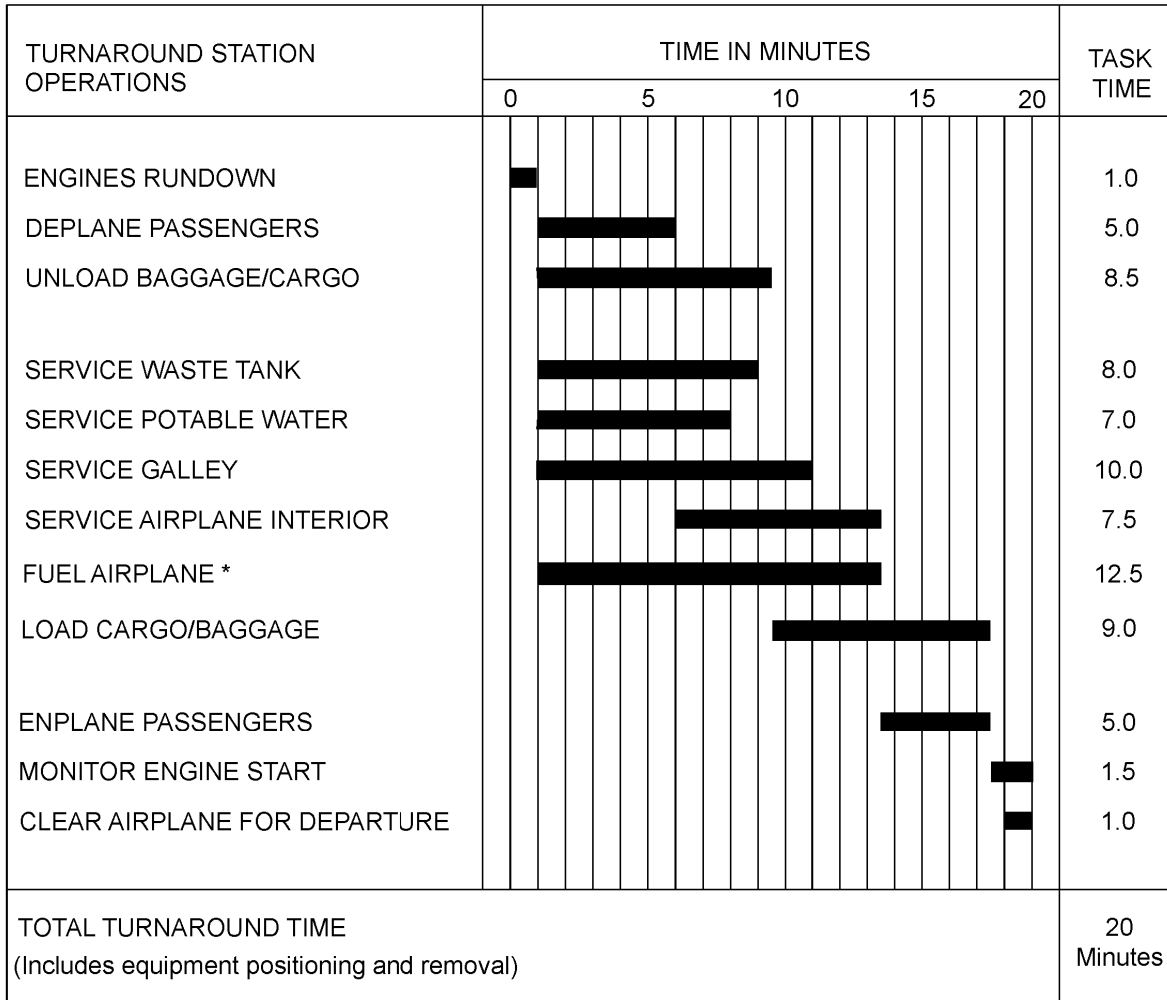 TURNAROUND STATION
OPERATIONS
TIME IN MINUTES
TASK
TIME
0 5 10 15 20
ENGINES RUNDOWN 1.0
DEPLANE PASSENGERS 5.0
UNLOAD BAGGAGE/CARGO 8.5
SERVICE WASTE TANK 8.0
SERVICE POTABLE WATER 7.0
SERVICE GALLEY 10.0
SERVICE AIRPLANE INTERIOR 7.5
FUEL AIRPLANE * 12.5
LOAD CARGO/BAGGAGE 9.0
ENPLANE PASSENGERS 5.0
MONITOR ENGINE START 1.5
CLEAR AIRPLANE FOR DEPARTURE 1.0
TOTAL TURNAROUND TIME
(Includes equipment positioning and removal)
20
Minutes